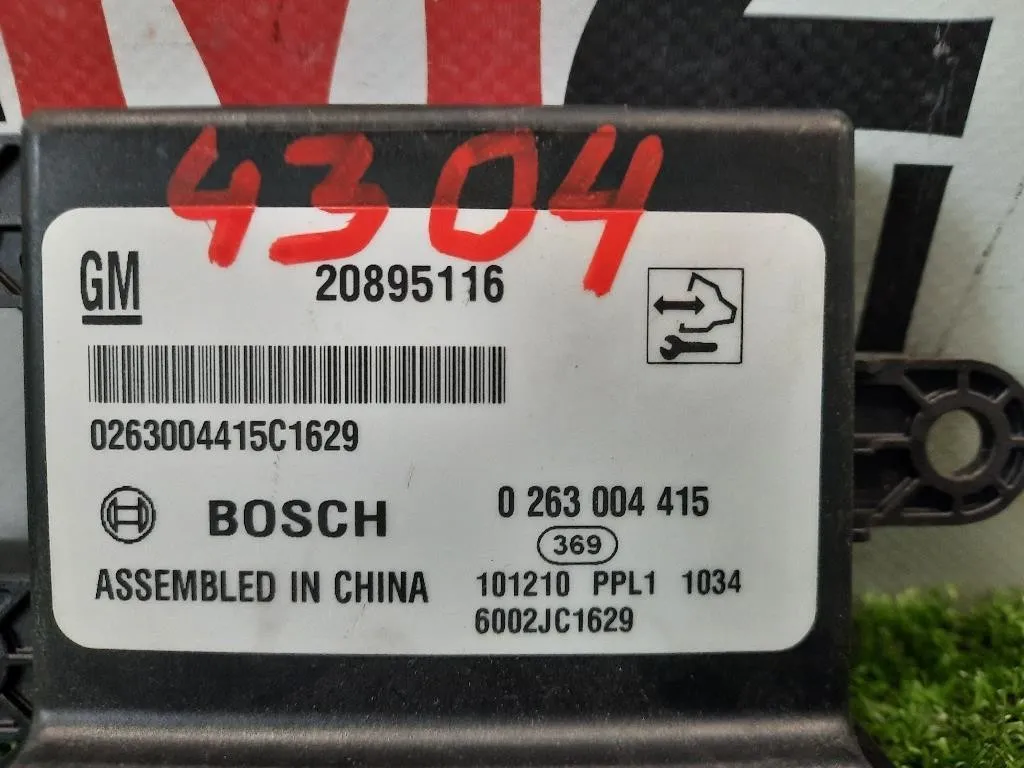 4304
GM 20895116
0263004415C1629
BOSCH 0 263 004 415
369
ASSEMBLED IN CHINA 101210 PPL1 1034
6002JC1629